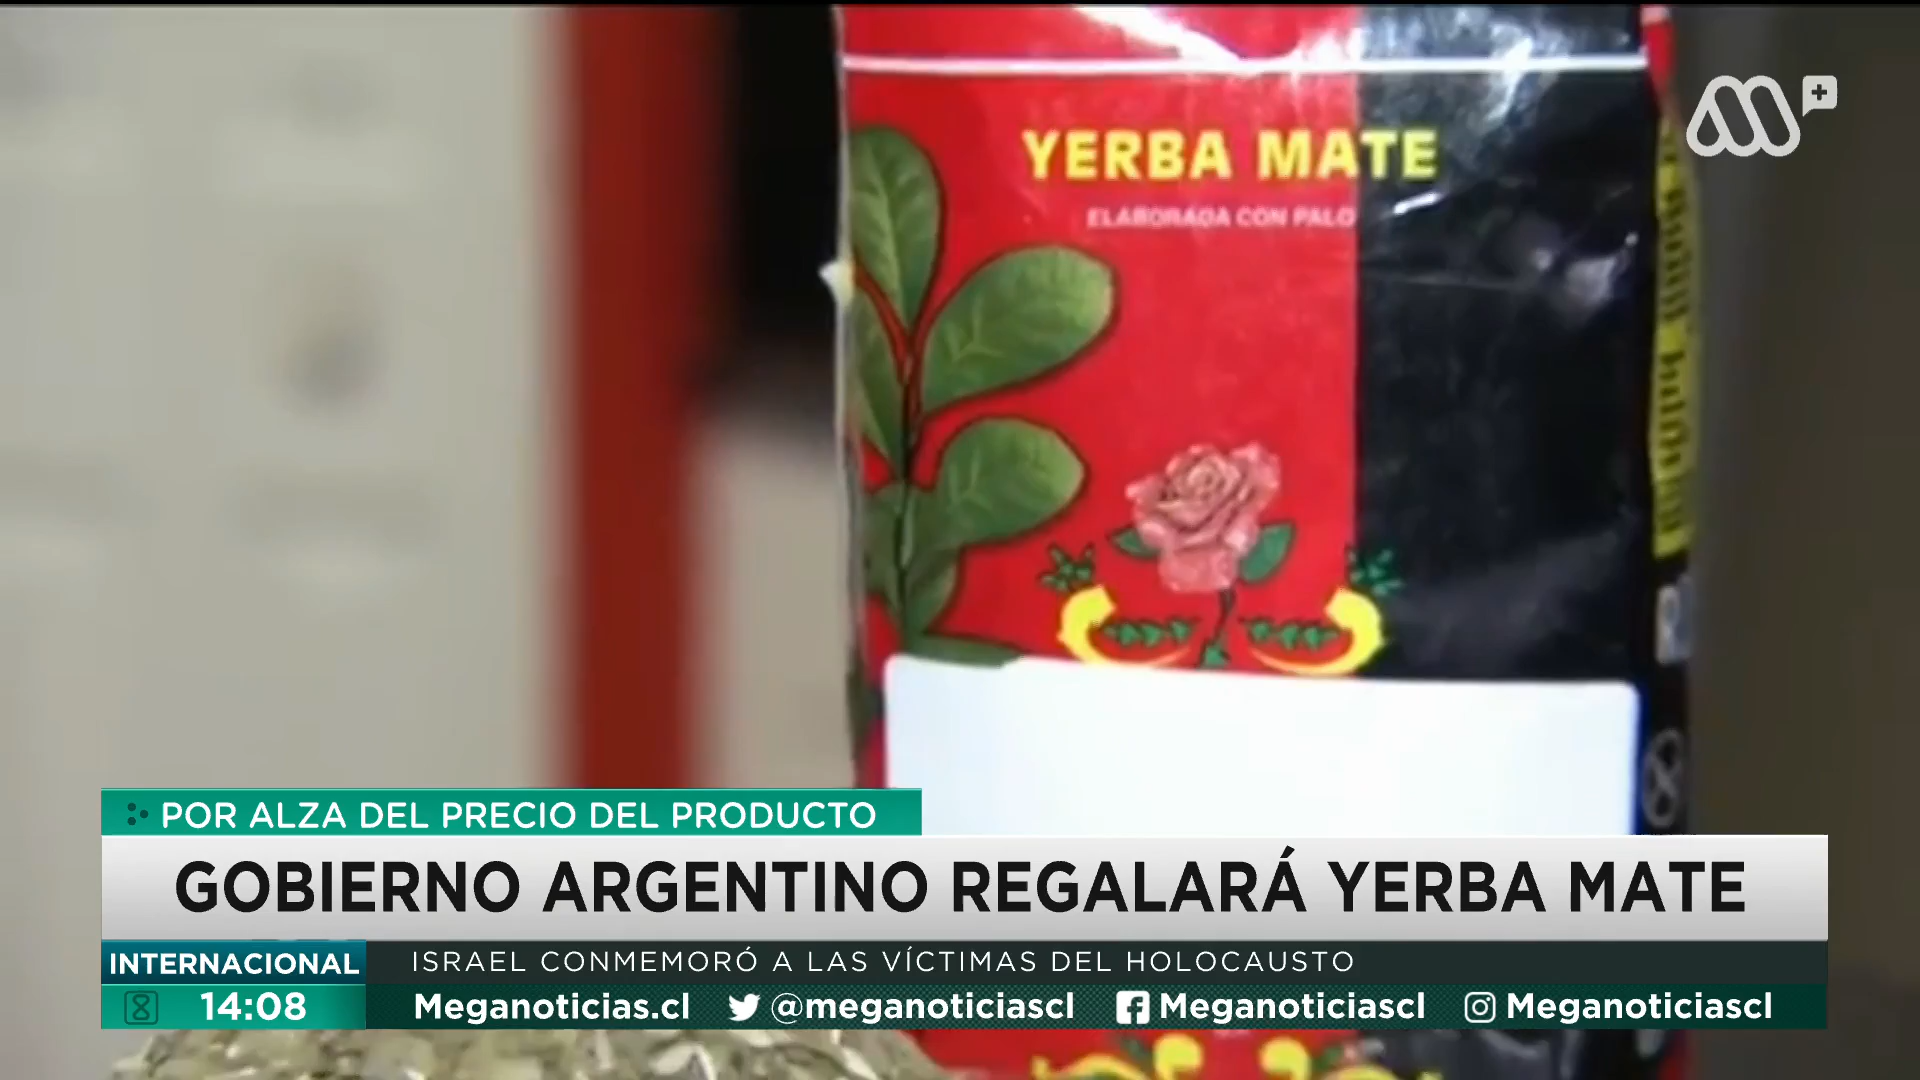 YERBA MATE
ELABORADA CON PALO
POR ALZA DEL PRECIO DEL PRODUCTO
GOBIERNO ARGENTINO REGALARÁ YERBA MATE
INTERNACIONAL
ISRAEL CONMEMORÓ A LAS VÍCTIMAS DEL HOLOCAUSTO
14:08
Meganoticias.cl
@meganoticiascl
Meganoticiascl
Meganoticiascl